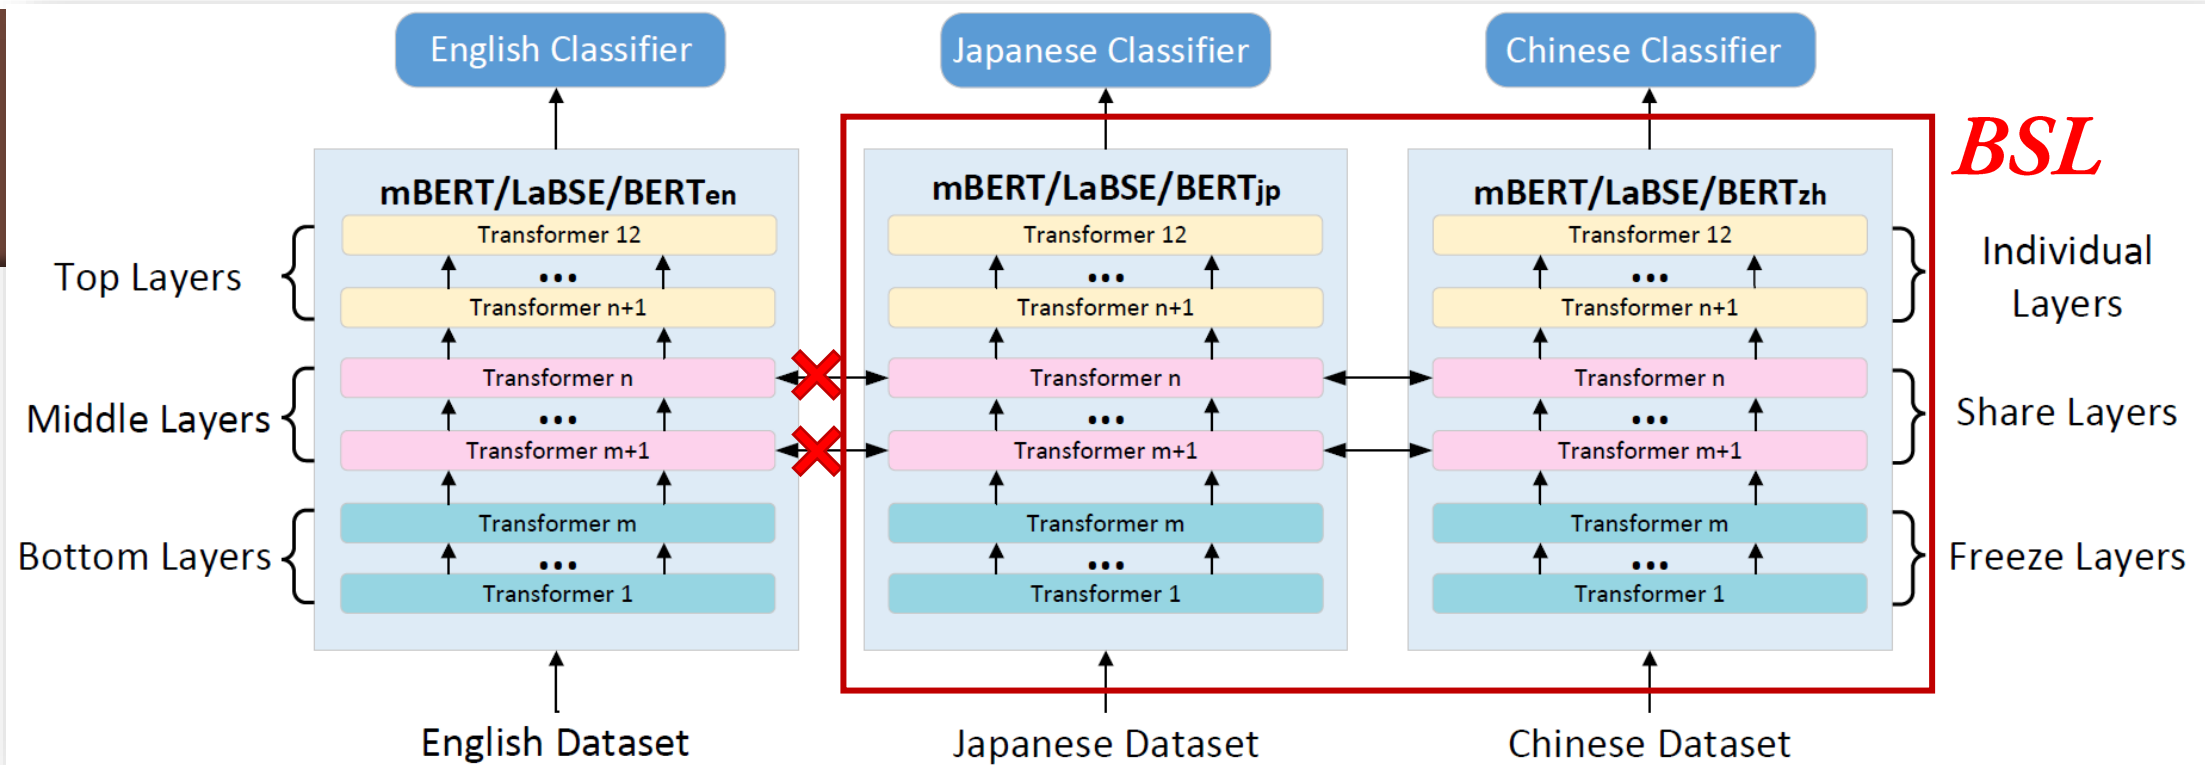 English Classifier
Japanese Classifier
Chinese Classifier
BSL
mBERT/LaBSE/BERTen
mBERT/LaBSE/BERTjp
mBERT/LaBSE/BERTzh
Top Layers
Transformer 12
...
Transformer n+1
Transformer 12
...
Transformer n+1
Transformer 12
...
Transformer n+1
Individual
Layers
Middle Layers
Transformer n
...
Transformer m+1
Transformer n
...
Transformer m+1
Transformer n
...
Transformer m+1
Share Layers
Bottom Layers
Transformer m
...
Transformer 1
Transformer m
...
Transformer 1
Transformer m
...
Transformer 1
Freeze Layers
English Dataset
Japanese Dataset
Chinese Dataset